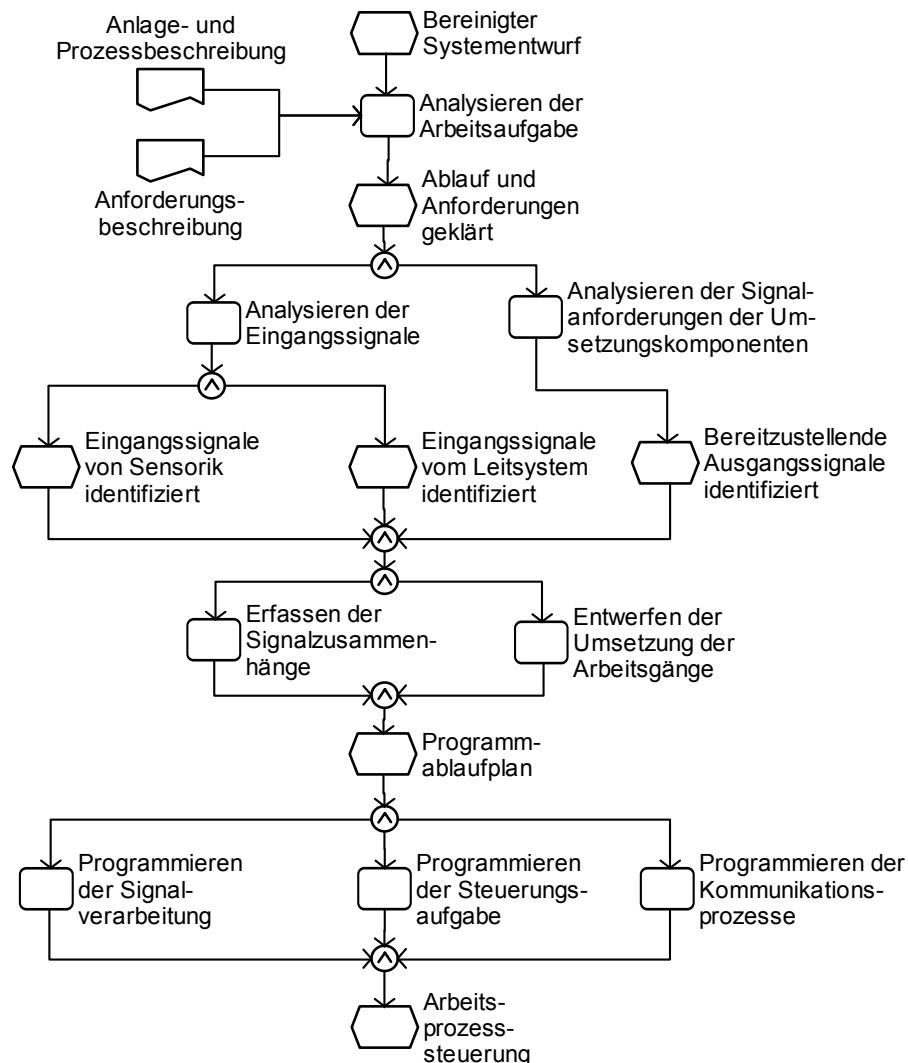 Anlage- und
Prozessbeschreibung
Bereinigter
Systementwurf
Analysieren der
Arbeitsaufgabe
Anforderungs-
beschreibung
Ablauf und
Anforderungen
geklärt
Analysieren der
Eingangssignale
Analysieren der Signal-
anforderungen der Um-
setzungskomponenten
Eingangssignale
von Sensorik
identifiziert
Eingangssignale
vom Leitsystem
identifiziert
Bereitzustellende
Ausgangssignale
identifiziert
Erfassen der
Signalzusammen-
hänge
Entwerfen der
Umsetzung der
Arbeitsgänge
Programm-
ablaufplan
Programmieren
der Signal-
verarbeitung
Programmieren
der Steuerungs-
aufgabe
Programmieren der
Kommunikations-
prozesse
Arbeits-
prozess-
steuerung